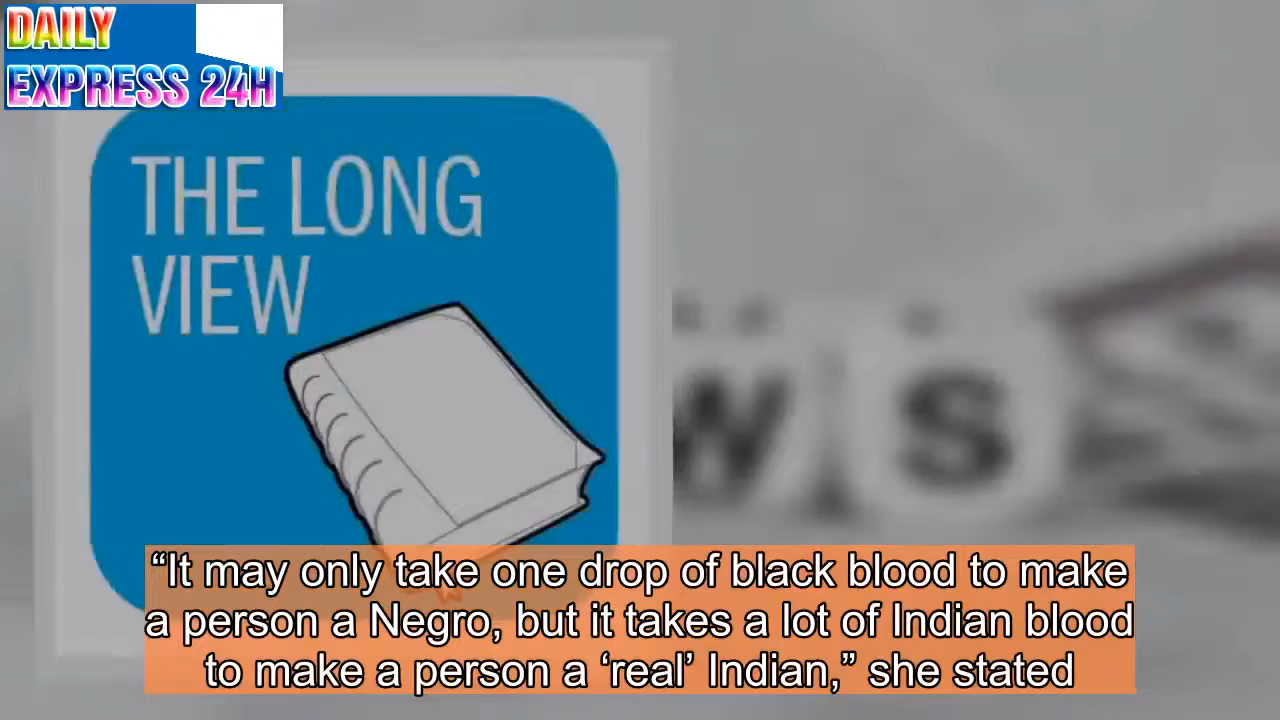 DAILY
EXPRESS 24H
THE LONG
VIEW
W S
“It may only take one drop of black blood to make
a person a Negro, but it takes a lot of Indian blood
to make a person a ‘real’ Indian,” she stated